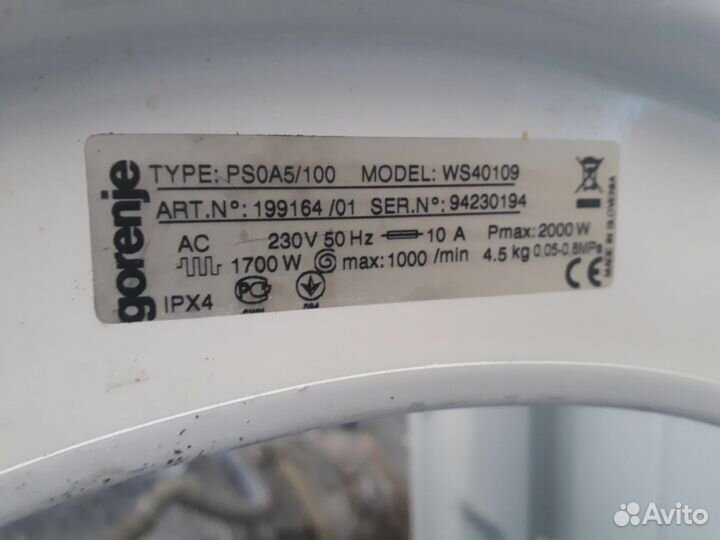 gorenje
TYPE: PS0A5/100 MODEL: WS40109
ART.N°: 199164 /01 SER.N°: 94230194
AC 230V 50 Hz 10 A Pmax: 2000 W
1700 W max: 1000 /min 4.5 kg 0,05-0,8MPa
IPX4
CE
MADE IN SLOVENIA
Avito